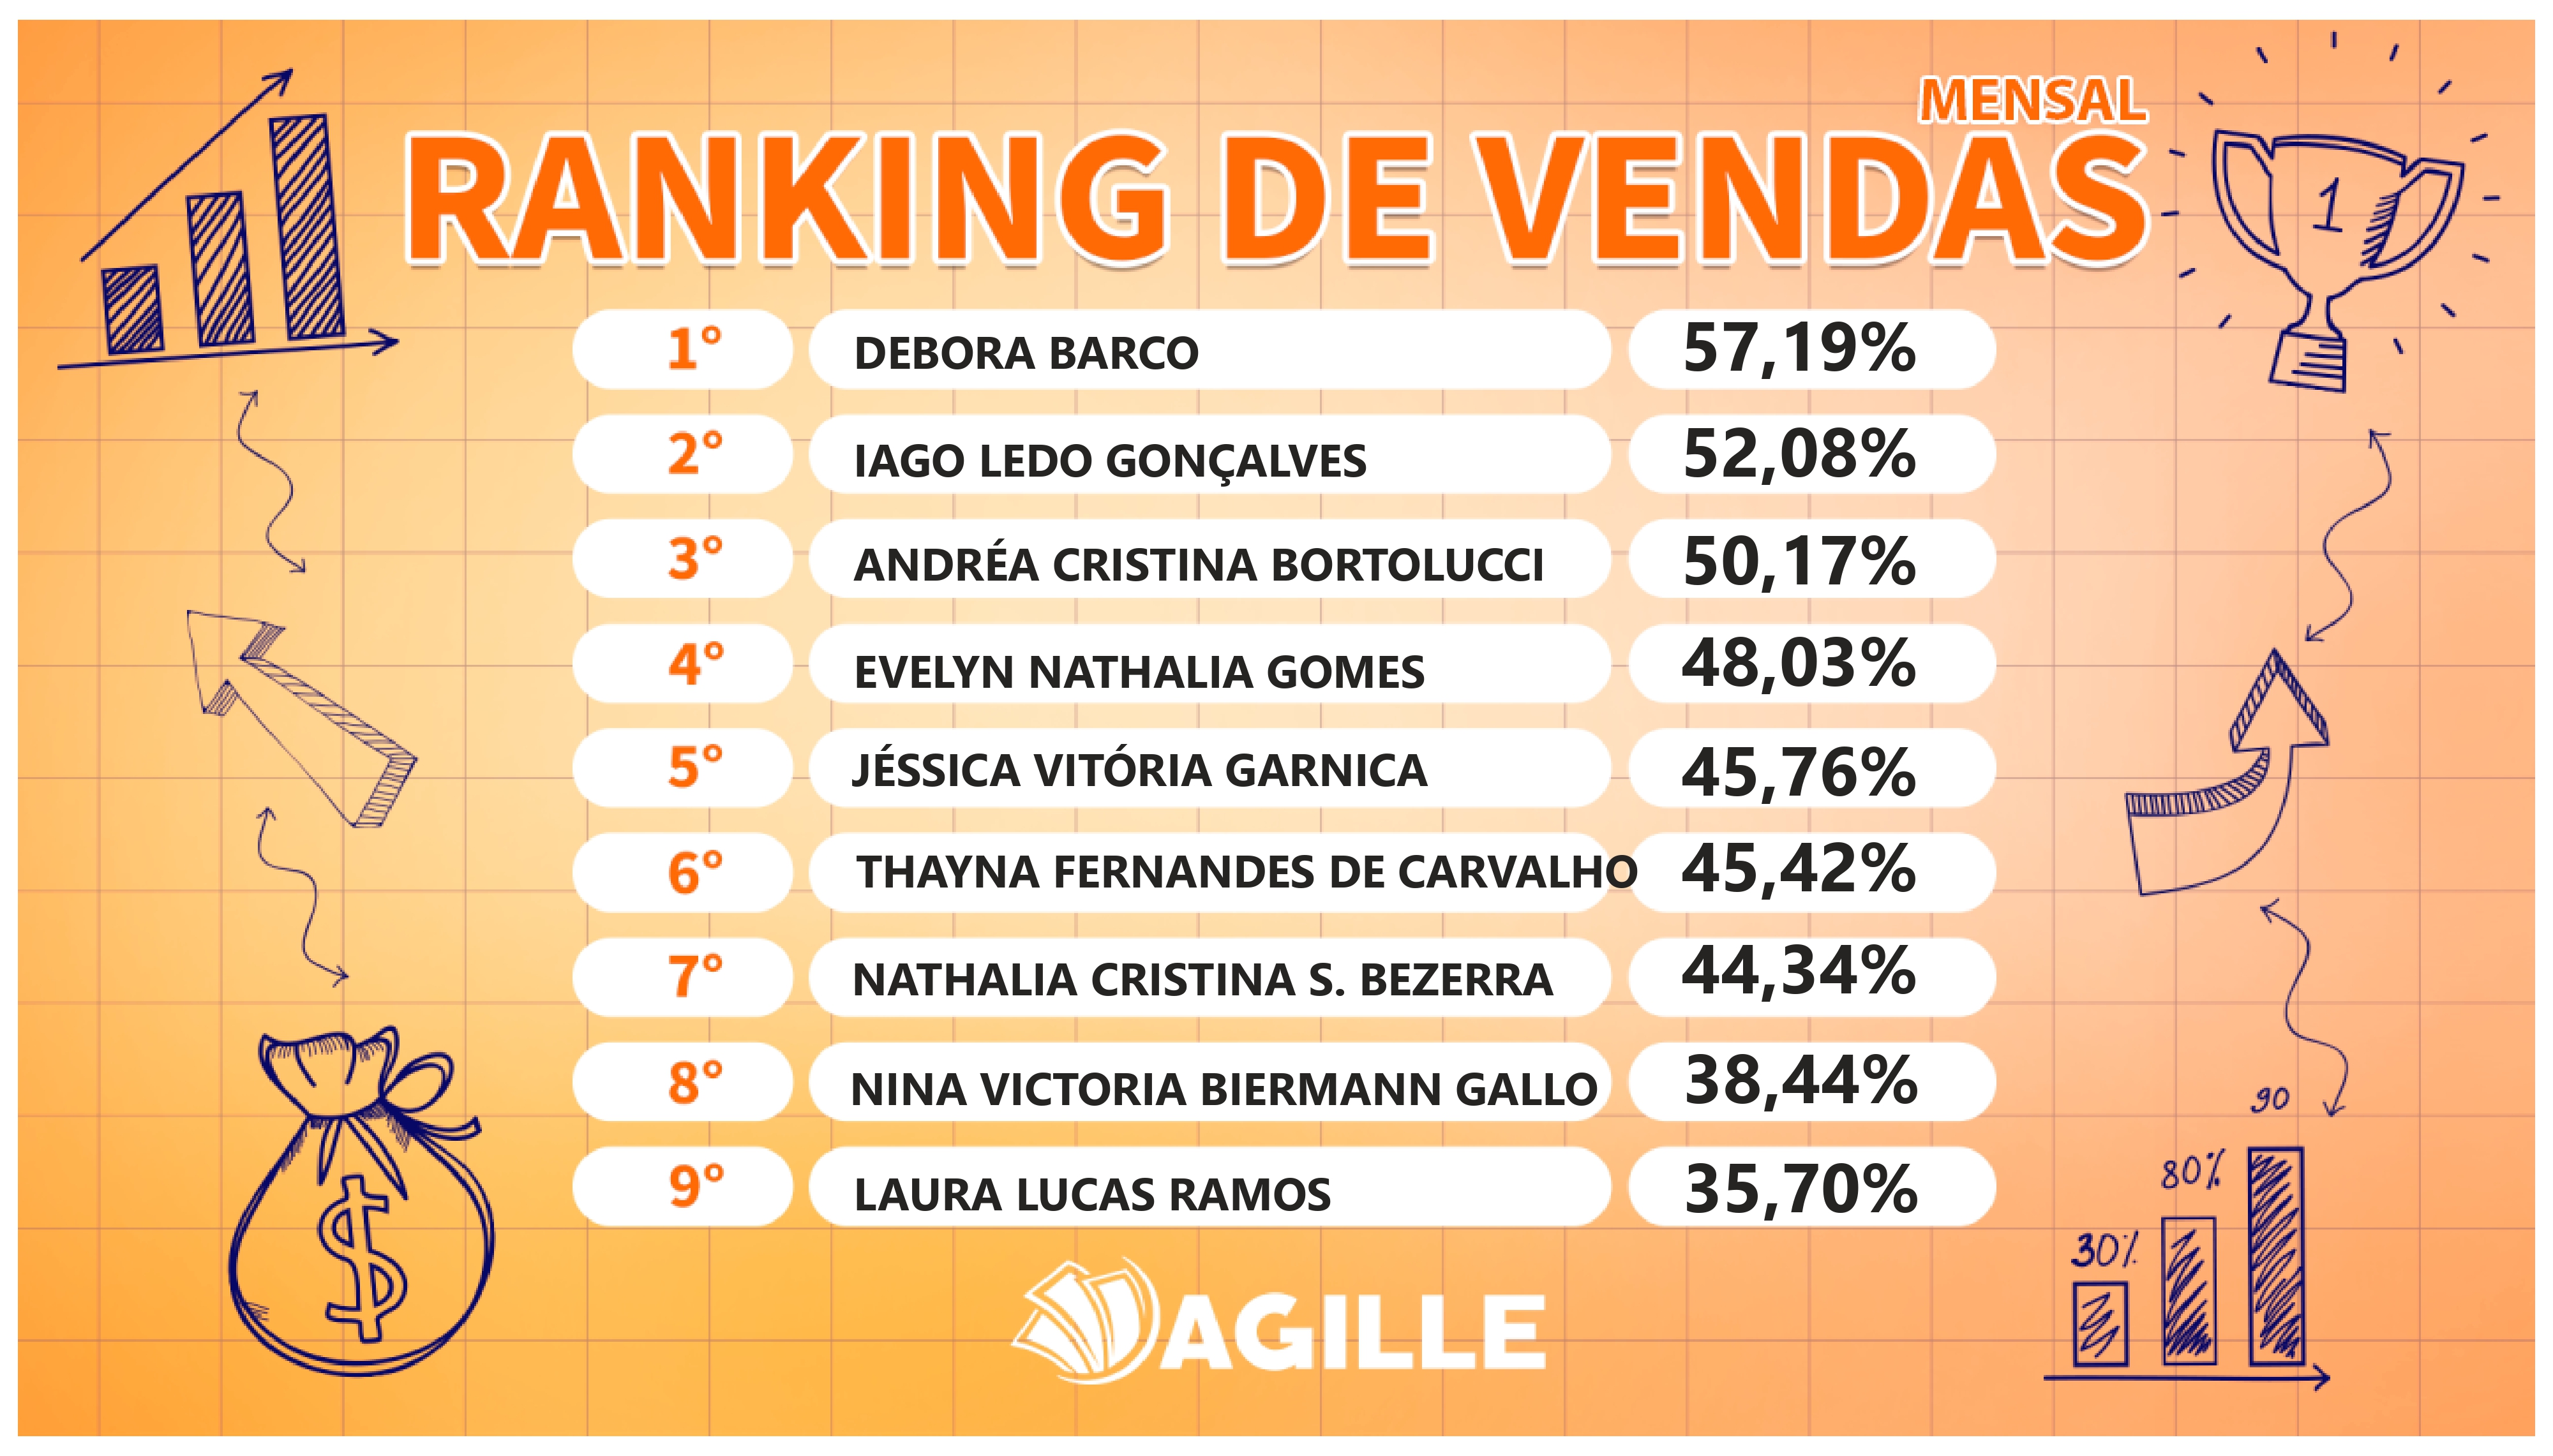 MENSAL
RANKING DE VENDAS
1
1° DEBORA BARCO 57,19%
2° IAGO LEDO GONÇALVES 52,08%
3° ANDRÉA CRISTINA BORTOLUCCI 50,17%
4° EVELYN NATHALIA GOMES 48,03%
5° JÉSSICA VITÓRIA GARNICA 45,76%
6° THAYNA FERNANDES DE CARVALHO 45,42%
7° NATHALIA CRISTINA S. BEZERRA 44,34%
8° NINA VICTORIA BIERMANN GALLO 38,44%
9° LAURA LUCAS RAMOS 35,70%
$
30% 80% 90
AGILLE